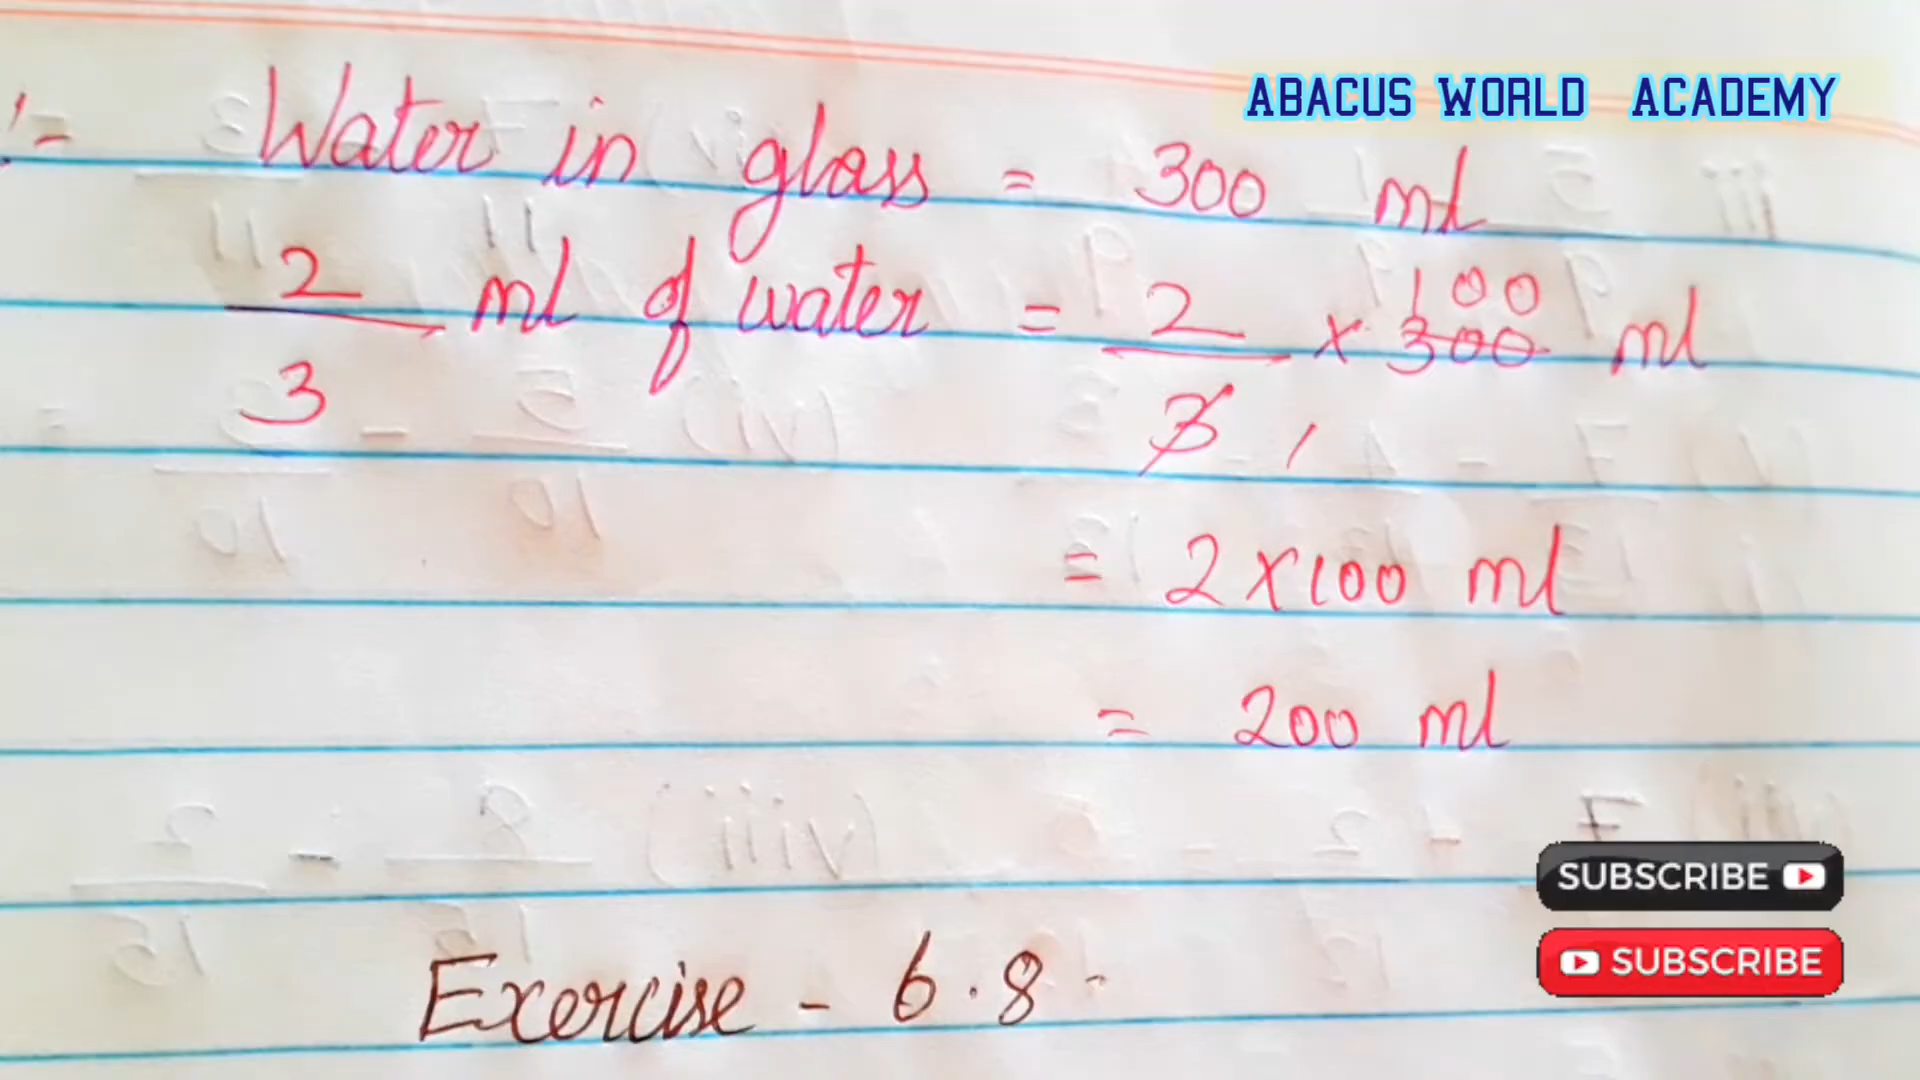 ABACUS WORLD ACADEMY
:- Water in glass = 300 ml
2/3 ml of water = 2/3 1 × 300 100 ml
= 2×100 ml
= 200 ml
SUBSCRIBE
SUBSCRIBE
Exercise - 6.8 -